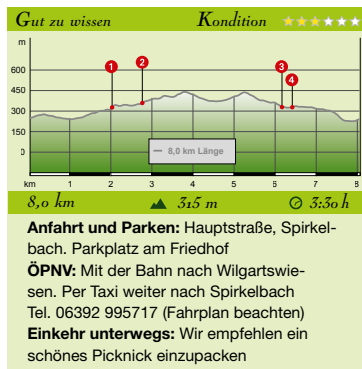 Gut zu wissen Kondition
m
600
450
300
150
0
1 2 3 4
8,0 km Länge
km 1 2 3 4 5 6 7 8
8,0 km 315 m 3:30 h
Anfahrt und Parken: Hauptstraße, Spirkel-
bach. Parkplatz am Friedhof
ÖPNV: Mit der Bahn nach Wilgartswie-
sen. Per Taxi weiter nach Spirkelbach
Tel. 06392 995717 (Fahrplan beachten)
Einkehr unterwegs: Wir empfehlen ein
schönes Picknick einzupacken